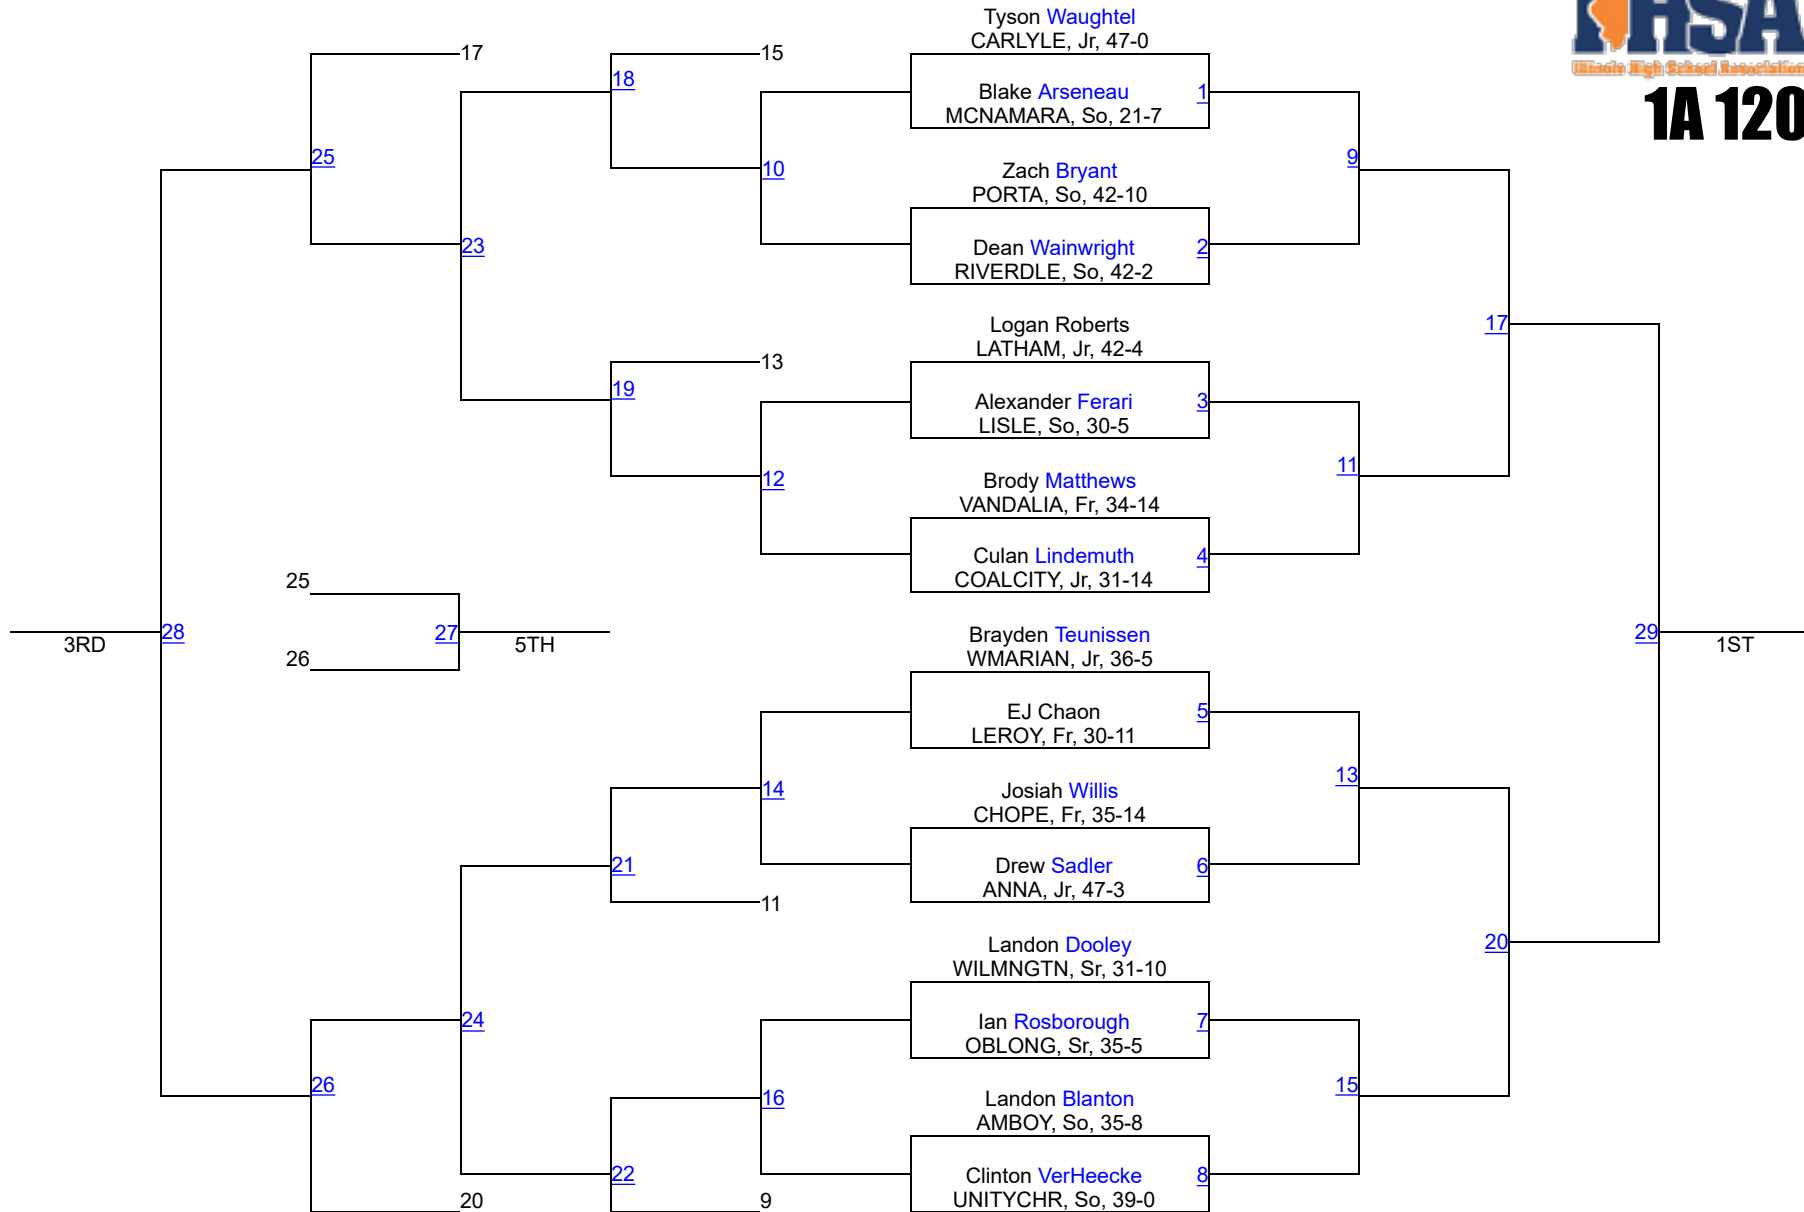 IHSA
Illinois High School Association
1A 120
Tyson Waughtel
CARLYLE, Jr, 47-0
17
15
18
Blake Arseneau
1
MCNAMARA, So, 21-7
25
10
9
Zach Bryant
PORTA, So, 42-10
23
Dean Wainwright
2
RIVERDLE, So, 42-2
Logan Roberts
17
LATHAM, Jr, 42-4
13
19
Alexander Ferari
3
LISLE, So, 30-5
12
11
Brody Matthews
VANDALIA, Fr, 34-14
Culan Lindemuth
4
COALCITY, Jr, 31-14
25
28
3RD
27
5TH
26
Brayden Teunissen
WMARIAN, Jr, 36-5
29
1ST
EJ Chaon
5
LEROY, Fr, 30-11
14
13
Josiah Willis
CHOPE, Fr, 35-14
21
Drew Sadler
6
ANNA, Jr, 47-3
11
Landon Dooley
20
WILMNGTN, Sr, 31-10
24
Ian Rosborough
7
OBLONG, Sr, 35-5
26
16
15
Landon Blanton
AMBOY, So, 35-8
22
Clinton VerHeecke
8
UNITYCHR, So, 39-0
20
9